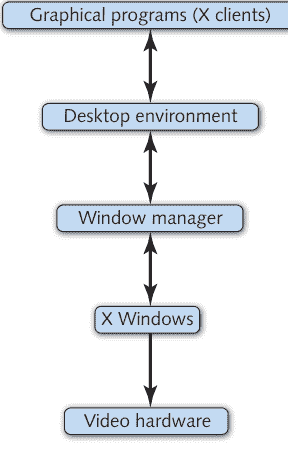 Graphical programs (X clients)
Desktop environment
Window manager
X Windows
Video hardware